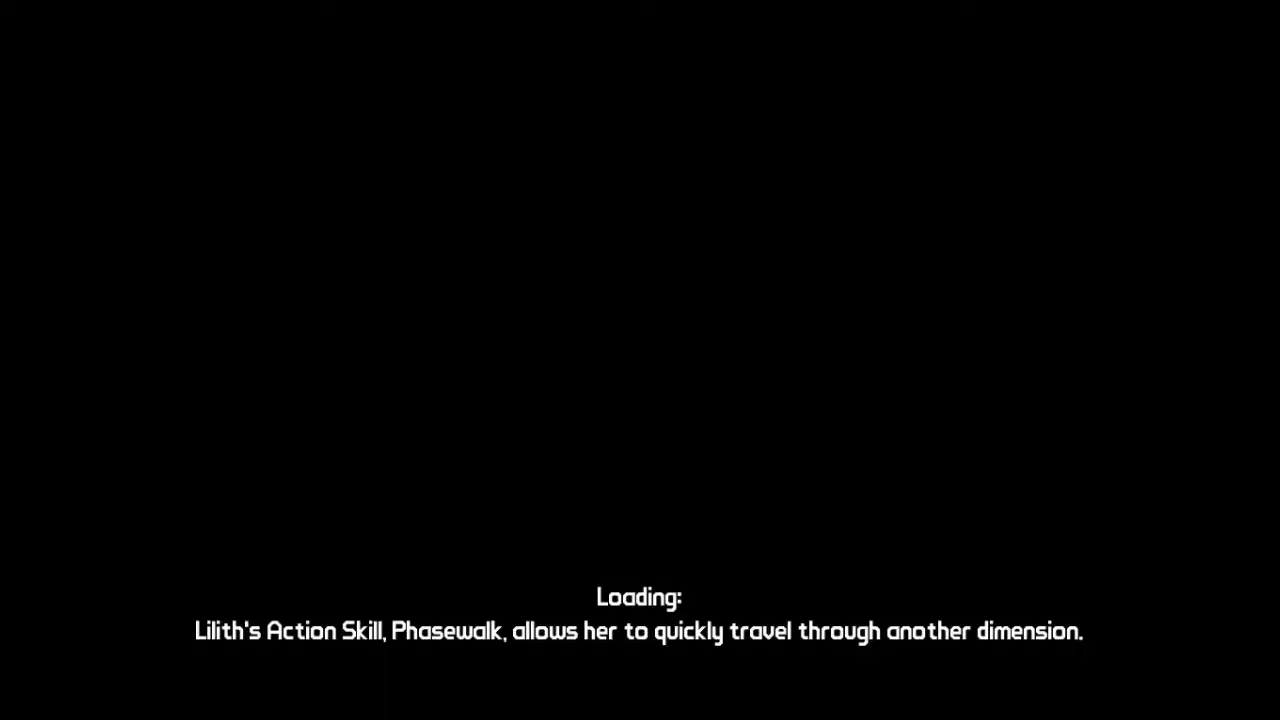 Loading:
Lilith's Action Skill, Phasewalk, allows her to quickly travel through another dimension.